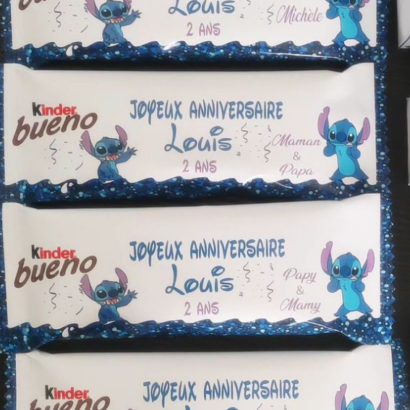 Louis
Michèle
2 ANS
kinder
bueno
JOYEUX ANNIVERSAIRE
Louis
2 ANS
Maman
&
Papa
kinder
bueno
JOYEUX ANNIVERSAIRE
Louis
2 ANS
Papy
&
Mamy
kinder
bueno
JOYEUX ANNIVERSAIRE